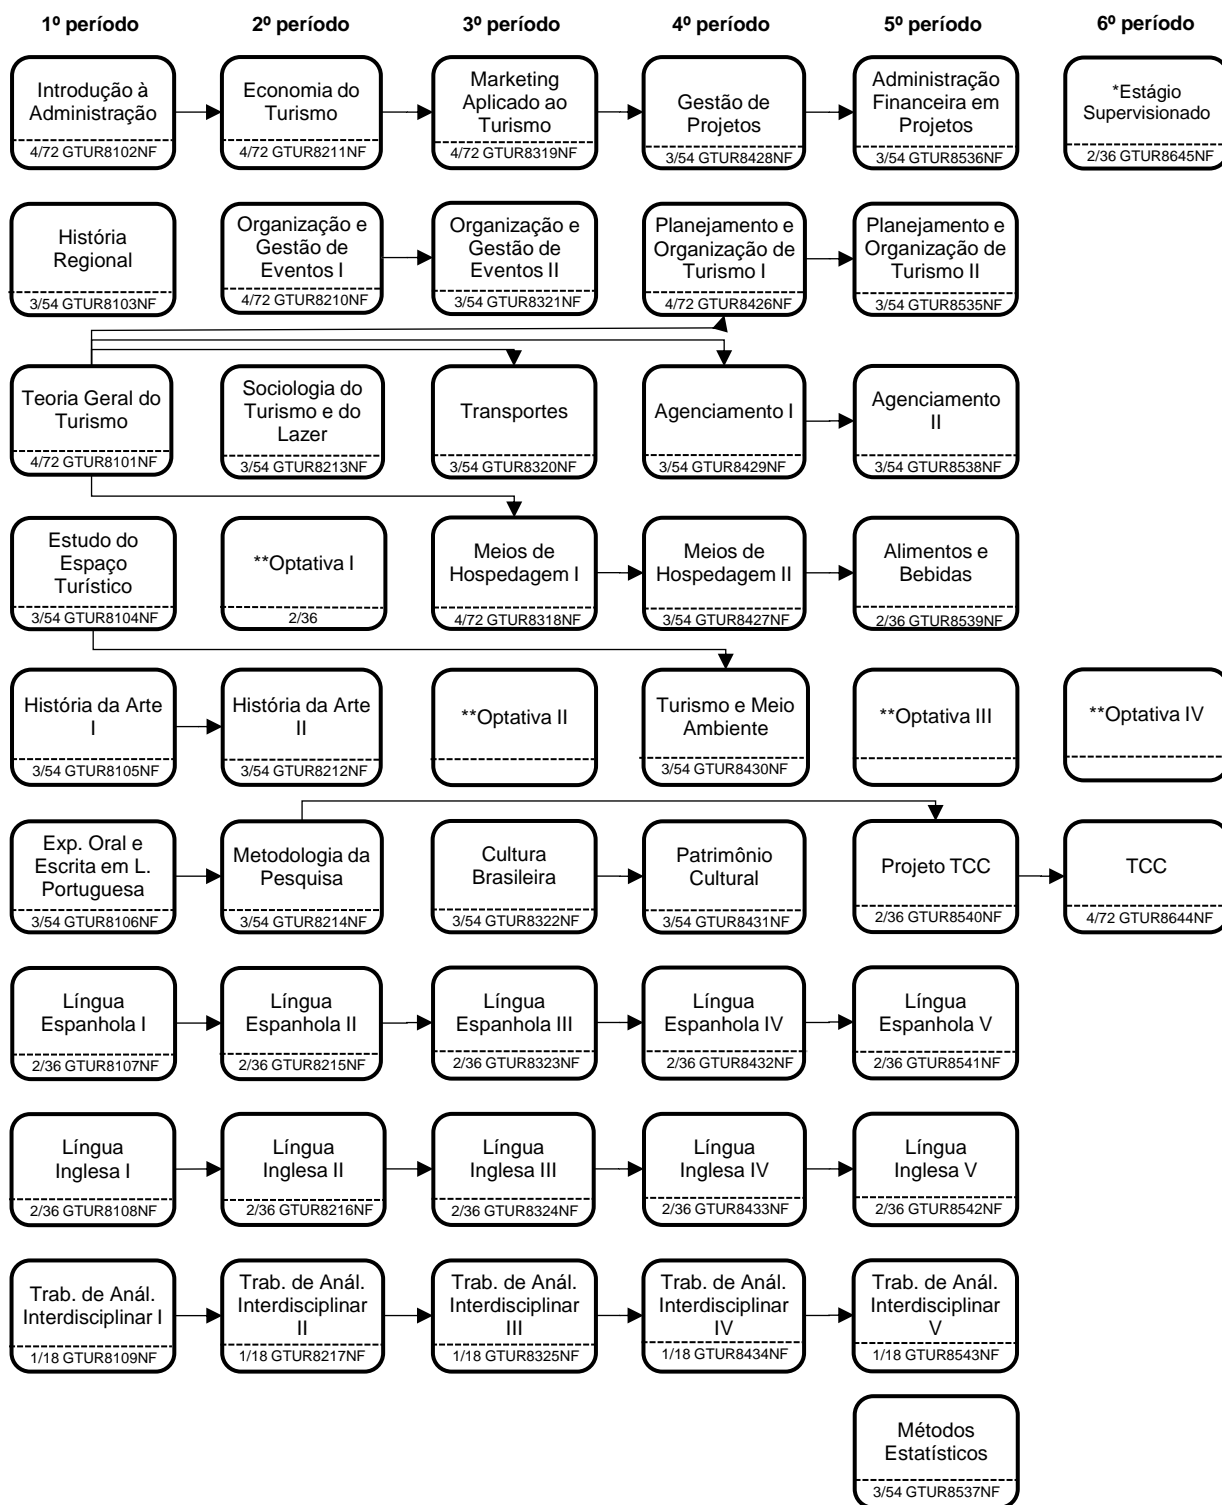 1º período
2º período
3º período
4º período
5º período
6º período
Introdução à
Administração
4/72 GTUR8102NF
Economia do
Turismo
4/72 GTUR8211NF
Marketing
Aplicado ao
Turismo
4/72 GTUR8319NF
Gestão de
Projetos
3/54 GTUR8428NF
Administração
Financeira em
Projetos
3/54 GTUR8536NF
*Estágio
Supervisionado
2/36 GTUR8645NF
História
Regional
3/54 GTUR8103NF
Organização e
Gestão de
Eventos I
4/72 GTUR8210NF
Organização e
Gestão de
Eventos II
3/54 GTUR8321NF
Planejamento e
Organização de
Turismo I
4/72 GTUR8426NF
Planejamento e
Organização de
Turismo II
3/54 GTUR8535NF
Teoria Geral do
Turismo
4/72 GTUR8101NF
Sociologia do
Turismo e do
Lazer
3/54 GTUR8213NF
Transportes
3/54 GTUR8320NF
Agenciamento I
3/54 GTUR8429NF
Agenciamento
II
3/54 GTUR8538NF
Estudo do
Espaço
Turístico
3/54 GTUR8104NF
**Optativa I
2/36
Meios de
Hospedagem I
4/72 GTUR8318NF
Meios de
Hospedagem II
3/54 GTUR8427NF
Alimentos e
Bebidas
2/36 GTUR8539NF
História da Arte
I
3/54 GTUR8105NF
História da Arte
II
3/54 GTUR8212NF
**Optativa II
Turismo e Meio
Ambiente
3/54 GTUR8430NF
**Optativa III
**Optativa IV
Exp. Oral e
Escrita em L.
Portuguesa
3/54 GTUR8106NF
Metodologia da
Pesquisa
3/54 GTUR8214NF
Cultura
Brasileira
3/54 GTUR8322NF
Patrimônio
Cultural
3/54 GTUR8431NF
Projeto TCC
2/36 GTUR8540NF
TCC
4/72 GTUR8644NF
Língua
Espanhola I
2/36 GTUR8107NF
Língua
Espanhola II
2/36 GTUR8215NF
Língua
Espanhola III
2/36 GTUR8323NF
Língua
Espanhola IV
2/36 GTUR8432NF
Língua
Espanhola V
2/36 GTUR8541NF
Língua
Inglesa I
2/36 GTUR8108NF
Língua
Inglesa II
2/36 GTUR8216NF
Língua
Inglesa III
2/36 GTUR8324NF
Língua
Inglesa IV
2/36 GTUR8433NF
Língua
Inglesa V
2/36 GTUR8542NF
Trab. de Anál.
Interdisciplinar I
1/18 GTUR8109NF
Trab. de Anál.
Interdisciplinar
II
1/18 GTUR8217NF
Trab. de Anál.
Interdisciplinar
III
1/18 GTUR8325NF
Trab. de Anál.
Interdisciplinar
IV
1/18 GTUR8434NF
Trab. de Anál.
Interdisciplinar
V
1/18 GTUR8543NF
Métodos
Estatísticos
3/54 GTUR8537NF